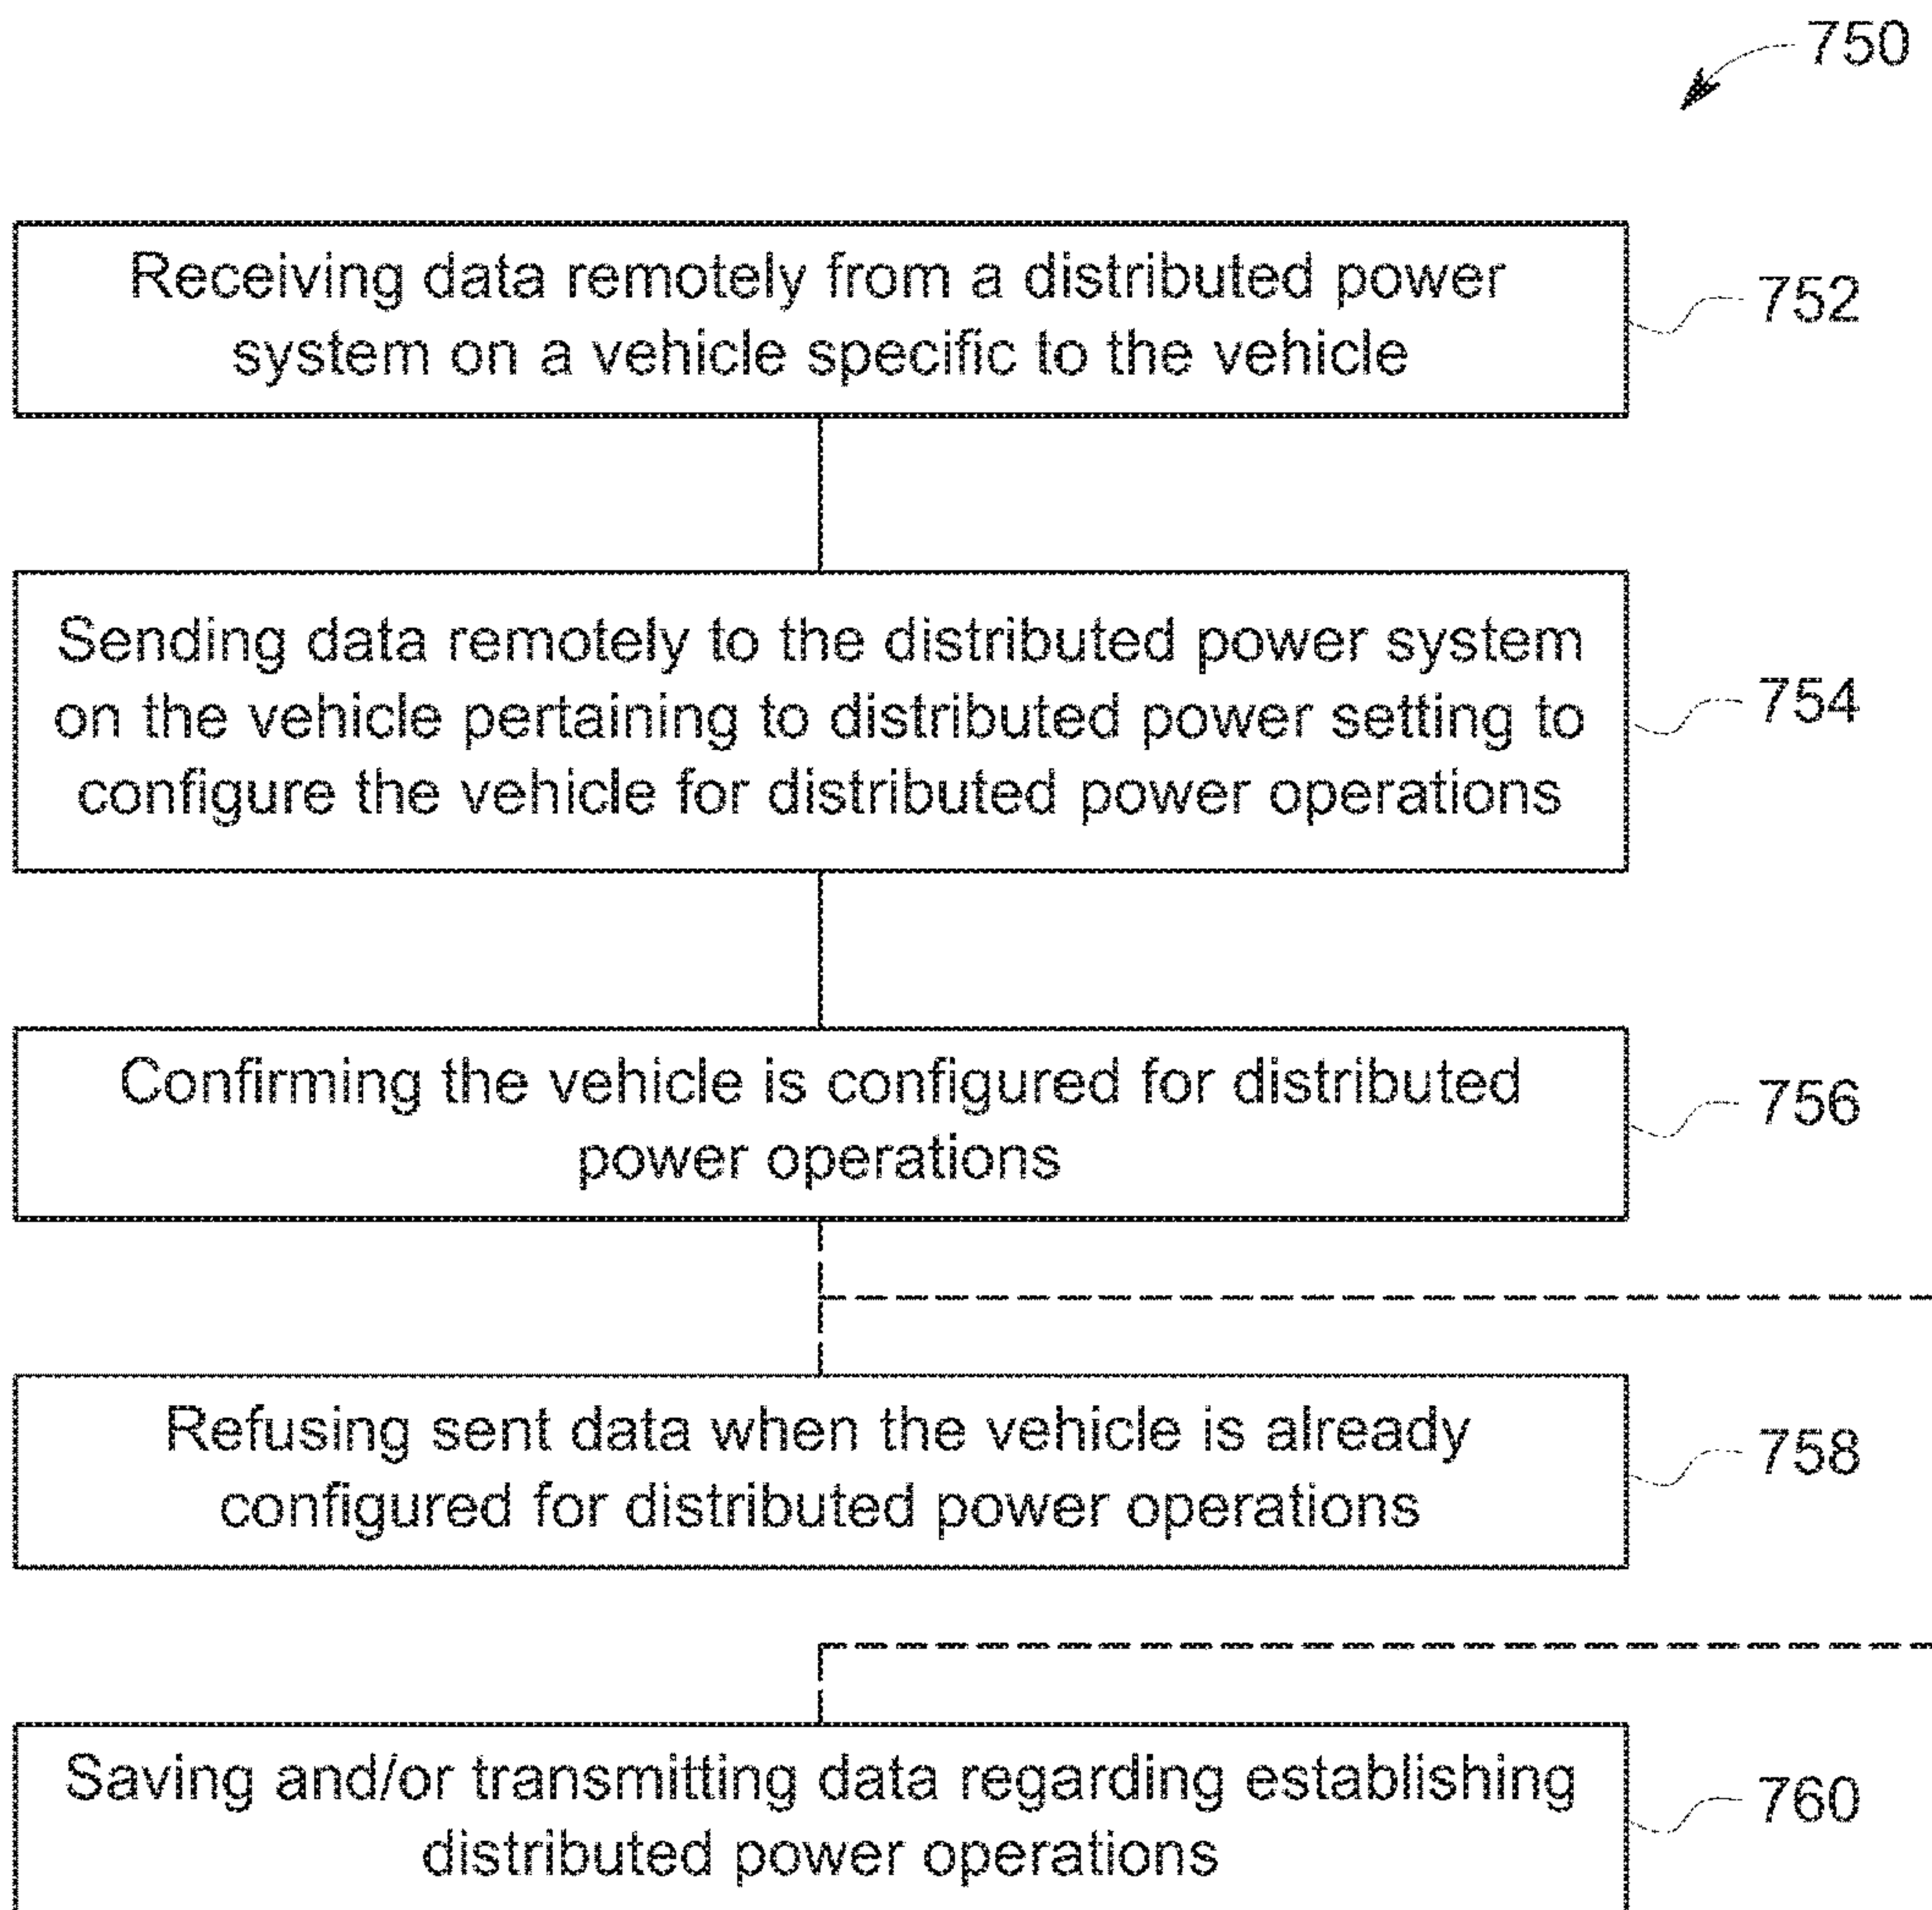 750
Receiving data remotely from a distributed power
system on a vehicle specific to the vehicle
752
Sending data remotely to the distributed power system
on the vehicle pertaining to distributed power setting to
configure the vehicle for distributed power operations
754
Confirming the vehicle is configured for distributed
power operations
756
Refusing sent data when the vehicle is already
configured for distributed power operations
758
Saving and/or transmitting data regarding establishing
distributed power operations
760